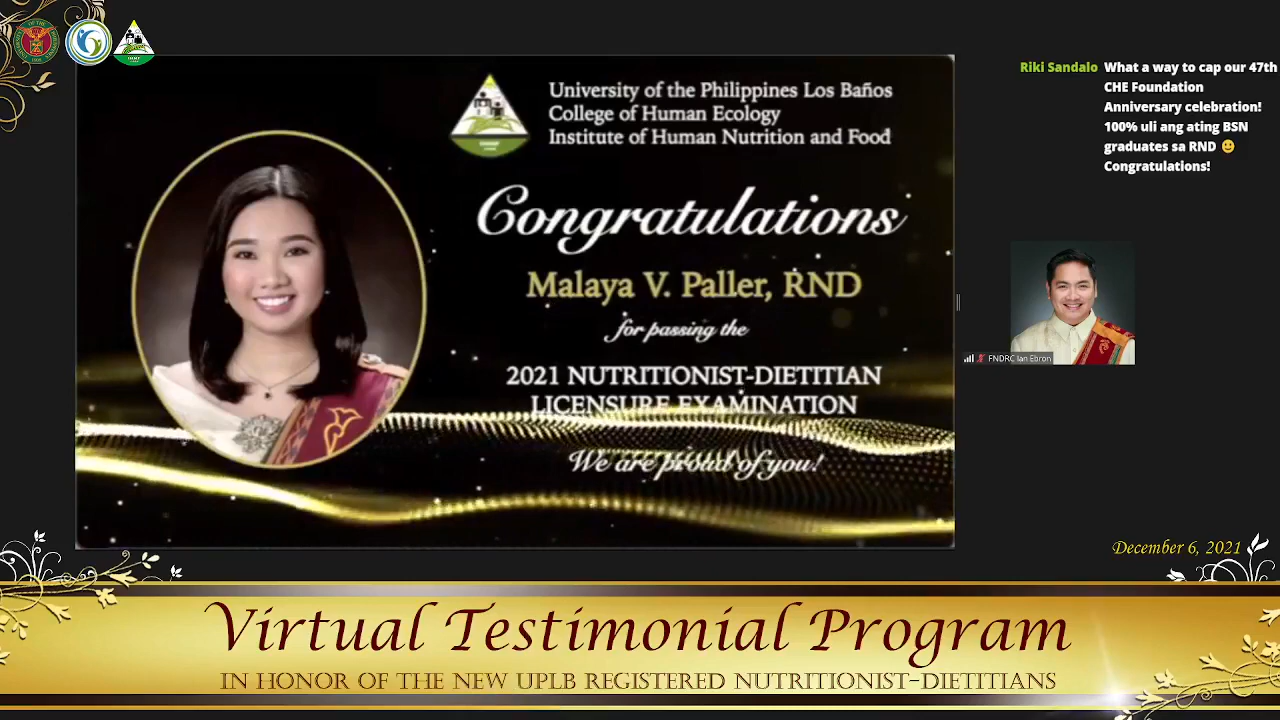 University of the Philippines Los Baños
College of Human Ecology
Institute of Human Nutrition and Food
Congratulations
Malaya V. Paller, RND
for passing the
2021 NUTRITIONIST-DIETITIAN
LICENSURE EXAMINATION
We are proud of you!
Riki Sandalo What a way to cap our 47th
CHE Foundation
Anniversary celebration!
100% uli ang ating BSN
graduates sa RND 🙂
Congratulations!
FNDRC Ian Ebron
December 6, 2021
Virtual Testimonial Program
IN HONOR OF THE NEW UPLB REGISTERED NUTRITIONIST-DIETITIANS